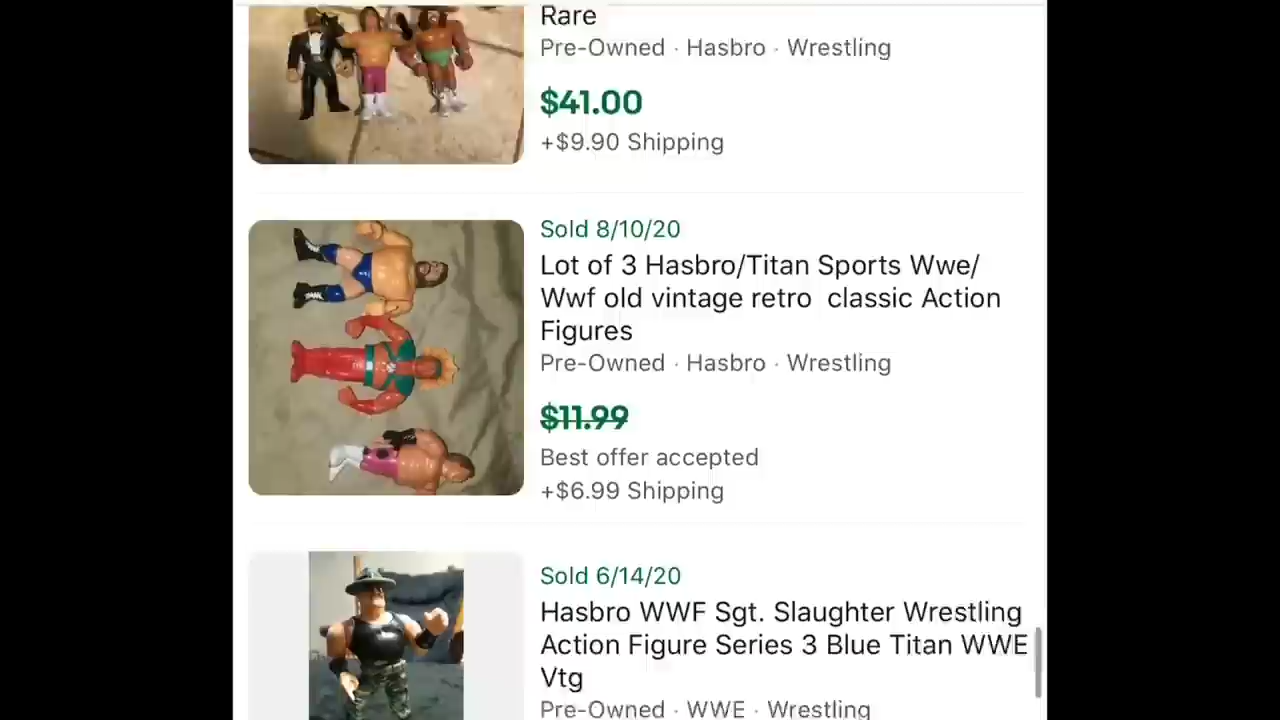 Rare
Pre-Owned · Hasbro · Wrestling
$41.00
+$9.90 Shipping
Sold 8/10/20
Lot of 3 Hasbro/Titan Sports Wwe/
Wwf old vintage retro classic Action
Figures
Pre-Owned · Hasbro · Wrestling
$11.99
Best offer accepted
+$6.99 Shipping
Sold 6/14/20
Hasbro WWF Sgt. Slaughter Wrestling
Action Figure Series 3 Blue Titan WWE
Vtg
Pre-Owned · WWE · Wrestling